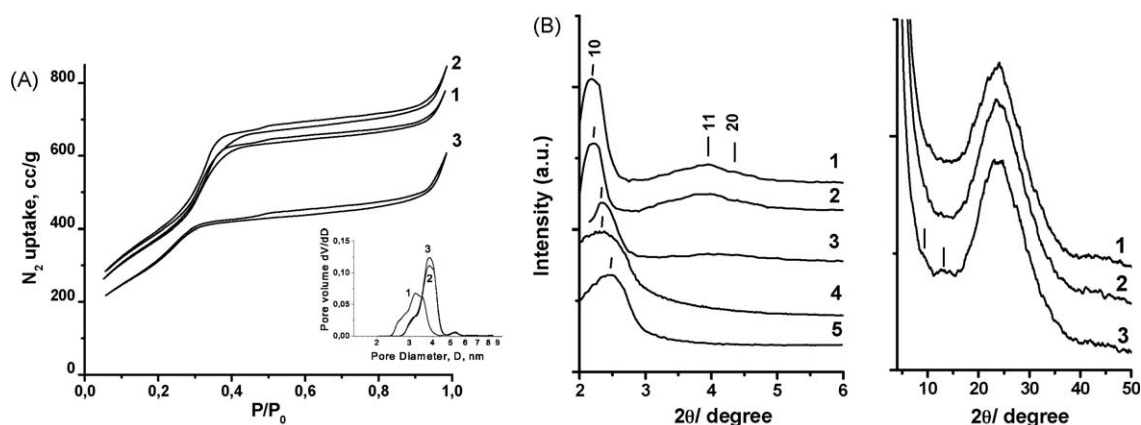 (A)
N₂ uptake, cc/g
800
600
400
200
0
0,0 0,2 0,4 0,6 0,8 1,0
P/P₀
2
1
3
Pore volume dV/dD
0,15
0,10
0,05
0,00
1
3
2
2 3 4 5 6 7 8 9
Pore Diameter, D, nm
(B)
Intensity (a.u.)
10
11
20
1
2
3
4
5
2 3 4 5 6
2θ/ degree
1
2
3
10 20 30 40 50
2θ/ degree